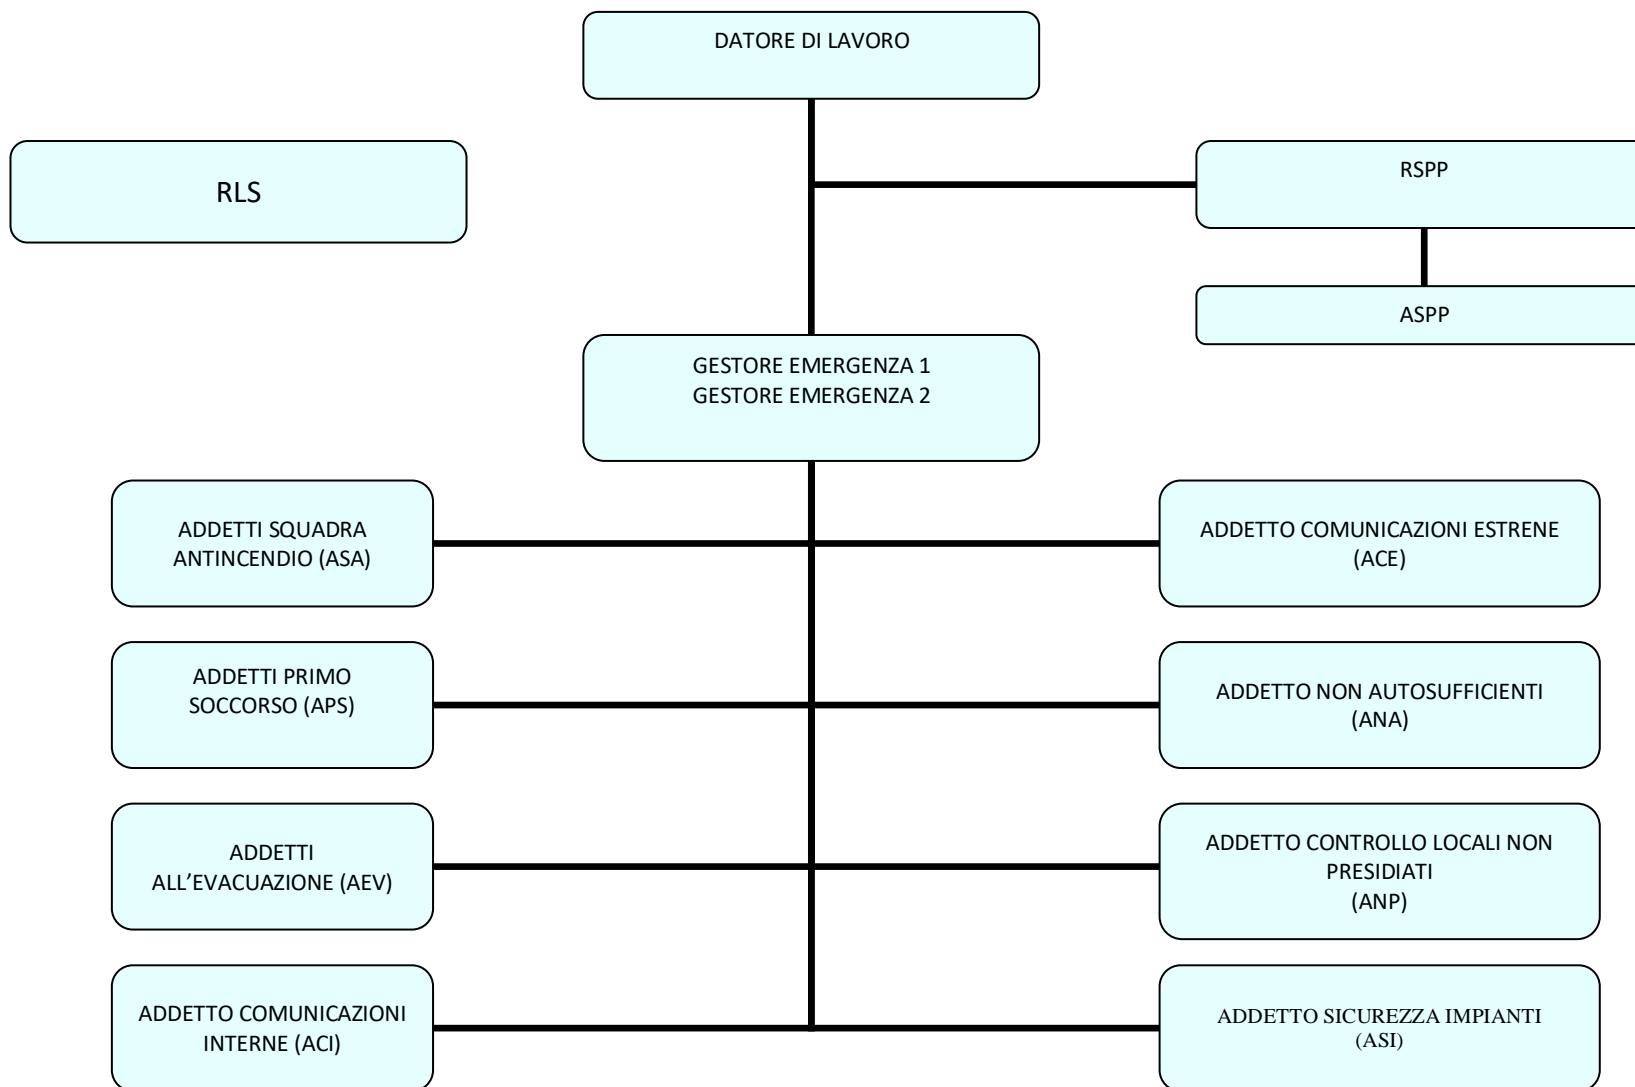 DATORE DI LAVORO
RLS
RSPP
ASPP
GESTORE EMERGENZA 1
GESTORE EMERGENZA 2
ADDETTI SQUADRA
ANTINCENDIO (ASA)
ADDETTO COMUNICAZIONI ESTRENE
(ACE)
ADDETTI PRIMO
SOCCORSO (APS)
ADDETTO NON AUTOSUFFICIENTI
(ANA)
ADDETTI
ALL’EVACUAZIONE (AEV)
ADDETTO CONTROLLO LOCALI NON
PRESIDIATI
(ANP)
ADDETTO COMUNICAZIONI
INTERNE (ACI)
ADDETTO SICUREZZA IMPIANTI
(ASI)